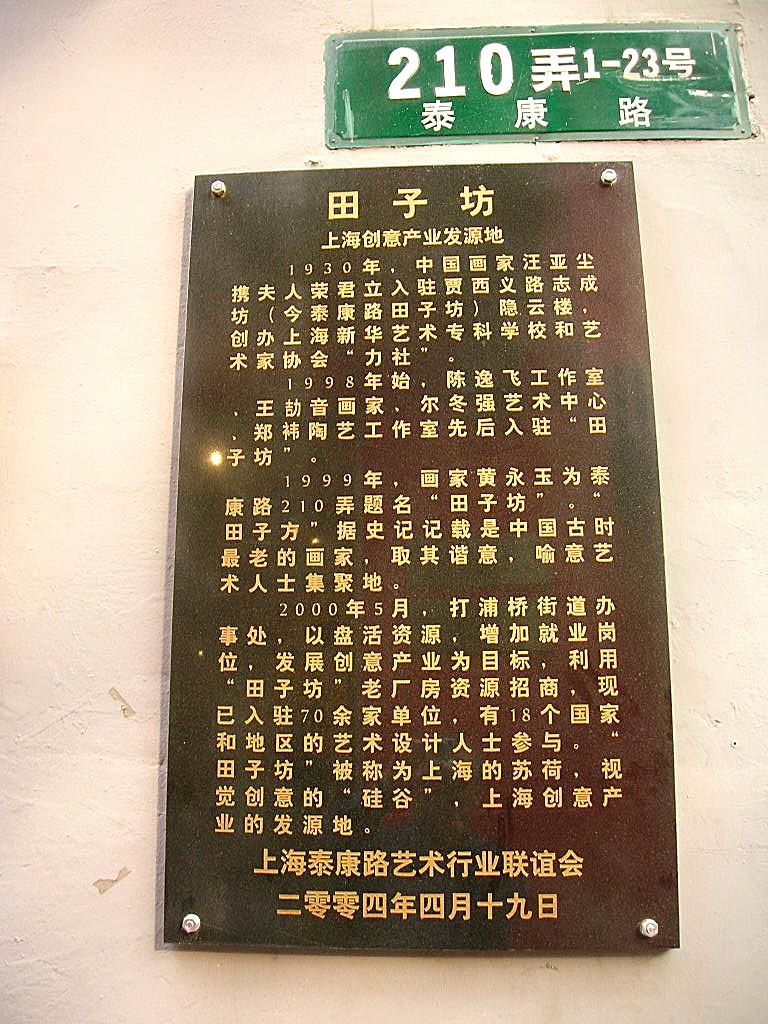 210弄1-23号
泰康路
田子坊
上海创意产业发源地
1930年，中国画家汪亚尘
携夫人荣君立入驻贾西义路志成
坊（今泰康路田子坊）隐云楼，
创办上海新华艺术专科学校和艺
术家协会“力社”。
1998年始，陈逸飞工作室
、王劼音画家、尔冬强艺术中心
、郑祎陶艺工作室先后入驻“田
子坊”。
1999年，画家黄永玉为泰
康路210弄题名“田子坊”。“
田子方”据史记记载是中国古时
最老的画家，取其谐意，喻意艺
术人士集聚地。
2000年5月，打浦桥街道办
事处，以盘活资源，增加就业岗
位，发展创意产业为目标，利用
“田子坊”老厂房资源招商，现
已入驻70余家单位，有18个国家
和地区的艺术设计人士参与。“
田子坊”被称为上海的苏荷，视
觉创意的“硅谷”，上海创意产
业的发源地。
上海泰康路艺术行业联谊会
二零零四年四月十九日